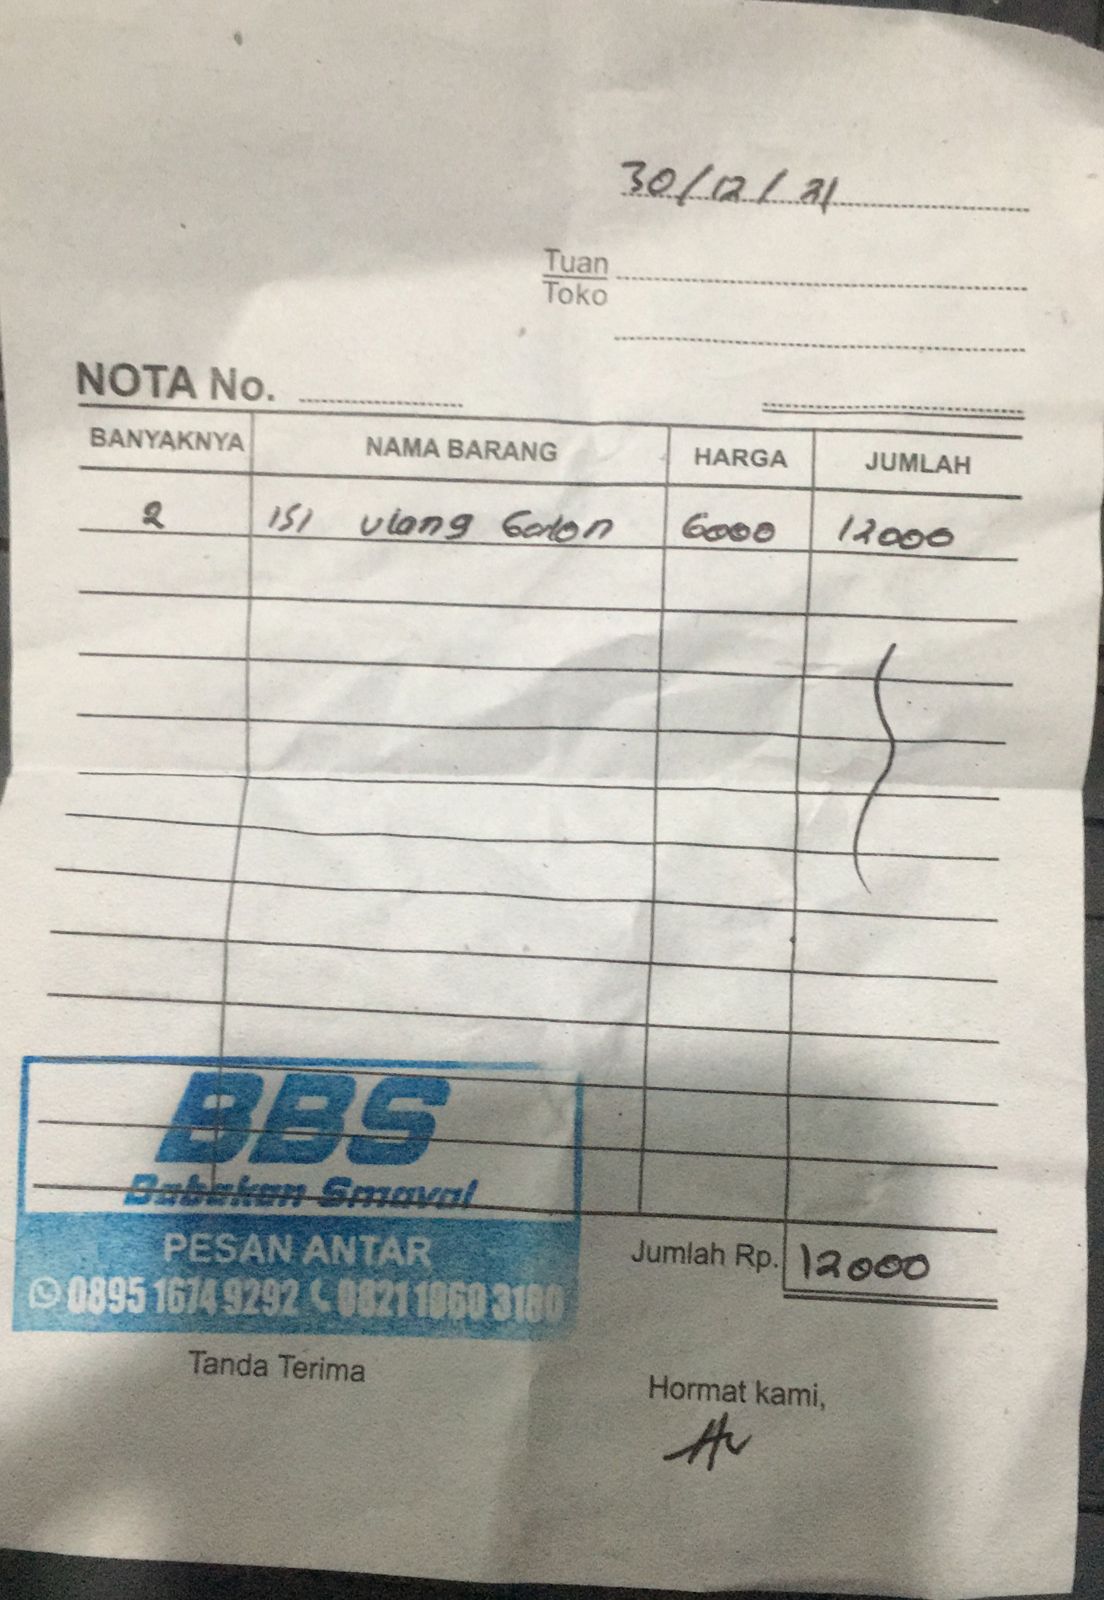 30/12/21
Tuan
Toko
NOTA No.
BANYAKNYA NAMA BARANG HARGA JUMLAH
2 isi ulang Galon 6000 12000
BBS
Babakan Smaval
PESAN ANTAR
0895 1674 9292 0821 1060 3180
Jumlah Rp. 12000
Tanda Terima
Hormat kami,